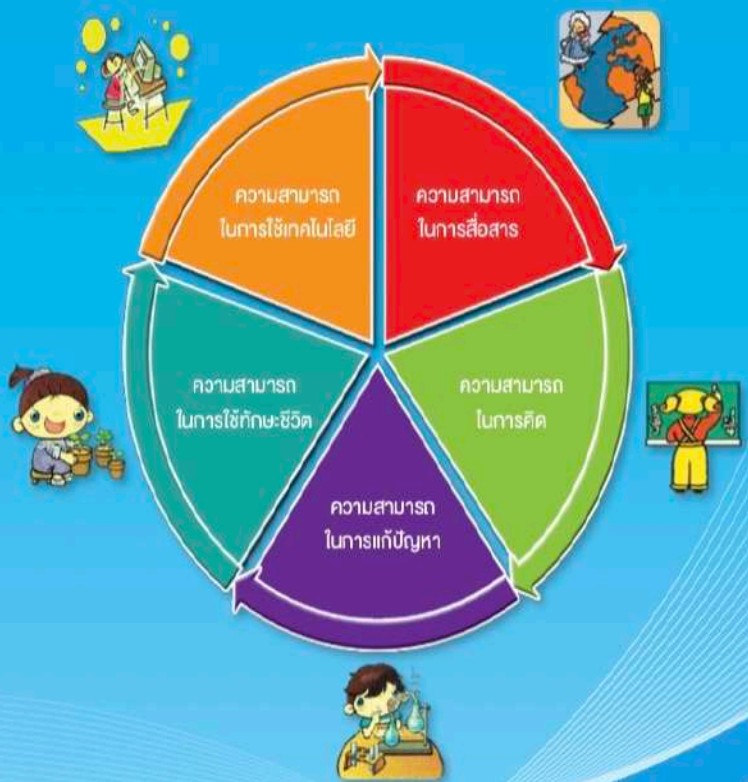 ความสามารถ
ในการใช้เทคโนโลยี
ความสามารถ
ในการสื่อสาร
ความสามารถ
ในการใช้ทักษะชีวิต
ความสามารถ
ในการคิด
ความสามารถ
ในการแก้ปัญหา